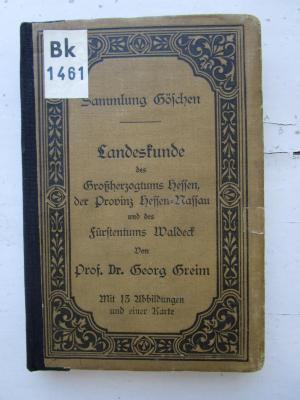 Bk
1461
Sammlung Göschen
Landeskunde
des
Großherzogtums Hessen,
der Provinz Hessen-Nassau
und des
Fürstentums Waldeck
Von
Prof. Dr. Georg Greim
Mit 13 Abbildungen
und einer Karte